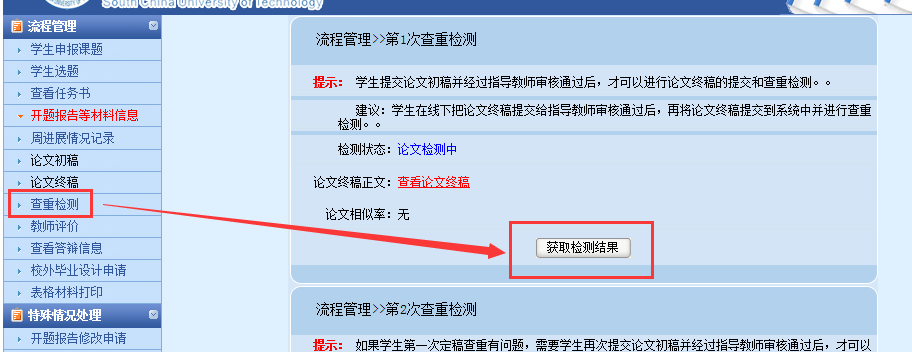 South China University of Technology
流程管理
学生申报课题
学生选题
查看任务书
开题报告等材料信息
周进展情况记录
论文初稿
论文终稿
查重检测
教师评价
查看答辩信息
校外毕业设计申请
表格材料打印
特殊情况处理
开题报告修改申请
流程管理>>第1次查重检测
提示： 学生提交论文初稿并经过指导教师审核通过后，才可以进行论文终稿的提交和查重检测。。
建议：学生在线下把论文终稿提交给指导教师审核通过后，再将论文终稿提交到系统中并进行查重
检测。。
检测状态：论文检测中
论文终稿正文：查看论文终稿
论文相似率：无
获取检测结果
流程管理>>第2次查重检测
提示： 如果学生第一次定稿查重有问题，需要学生再次提交论文初稿并经过指导教师审核通过后，才可以